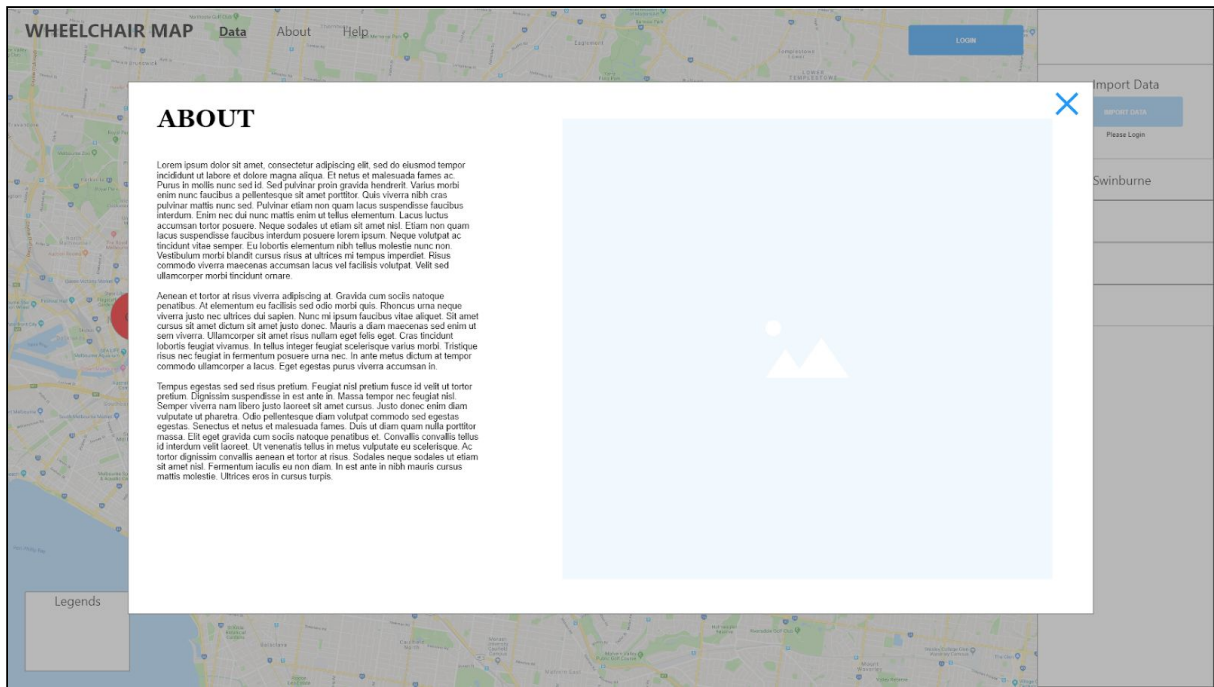 WHEELCHAIR MAP
Data
About
Help
LOGIN
Import Data
IMPORT DATA
Please Login
Swinburne
ABOUT
Lorem ipsum dolor sit amet, consectetur adipiscing elit, sed do eiusmod tempor
incididunt ut labore et dolore magna aliqua. Et netus et malesuada fames ac.
Purus in mollis nunc sed id. Sed pulvinar proin gravida hendrerit. Varius morbi
enim nunc faucibus a pellentesque sit amet porttitor. Quis viverra nibh cras
pulvinar mattis nunc sed. Pulvinar etiam non quam lacus suspendisse faucibus
interdum. Enim nec dui nunc mattis enim ut tellus elementum. Lacus luctus
accumsan tortor posuere. Neque sodales ut etiam sit amet nisl. Etiam non quam
lacus suspendisse faucibus interdum posuere lorem ipsum. Neque volutpat ac
tincidunt vitae semper. Eu lobortis elementum nibh tellus molestie nunc non.
Vestibulum morbi blandit cursus risus at ultrices mi tempus imperdiet. Risus
commodo viverra maecenas accumsan lacus vel facilisis volutpat. Velit sed
ullamcorper morbi tincidunt ornare.
Aenean et tortor at risus viverra adipiscing at. Gravida cum sociis natoque
penatibus. At elementum eu facilisis sed odio morbi quis. Rhoncus urna neque
viverra justo nec ultrices dui sapien. Nunc mi ipsum faucibus vitae aliquet. Sit amet
cursus sit amet dictum sit amet justo donec. Mauris a diam maecenas sed enim ut
sem viverra. Ullamcorper sit amet risus nullam eget felis eget. Cras tincidunt
lobortis feugiat vivamus. In tellus integer feugiat scelerisque varius morbi. Tristique
risus nec feugiat in fermentum posuere urna nec. In ante metus dictum at tempor
commodo ullamcorper a lacus. Eget egestas purus viverra accumsan in.
Tempus egestas sed sed risus pretium. Feugiat nisl pretium fusce id velit ut tortor
pretium. Dignissim suspendisse in est ante in. Massa tempor nec feugiat nisl.
Semper viverra nam libero justo laoreet sit amet cursus. Justo donec enim diam
vulputate ut pharetra. Odio pellentesque diam volutpat commodo sed egestas
egestas. Senectus et netus et malesuada fames. Duis ut diam quam nulla porttitor
massa. Elit eget gravida cum sociis natoque penatibus et. Convallis convallis tellus
id interdum velit laoreet. Ut venenatis tellus in metus vulputate eu scelerisque. Ac
tortor dignissim convallis aenean et tortor at risus. Sodales neque sodales ut etiam
sit amet nisl. Fermentum iaculis eu non diam. In est ante in nibh mauris cursus
mattis molestie. Ultrices eros in cursus turpis.
Legends